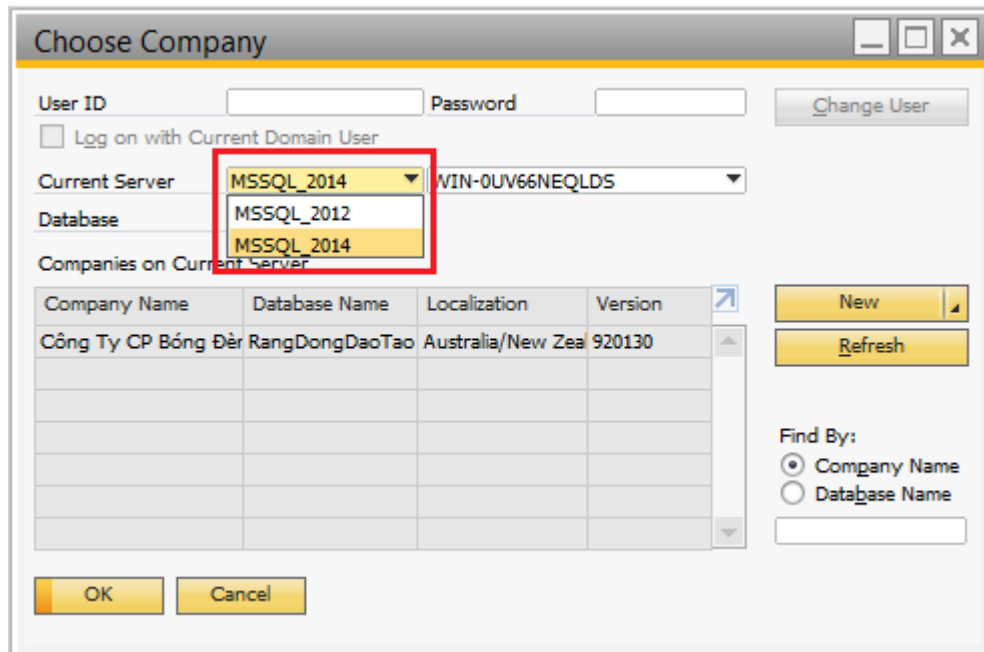 Choose Company
User ID Password Change User
Log on with Current Domain User
Current Server MSSQL_2014 WIN-0UV66NEQLDS
MSSQL_2012
Database
MSSQL_2014
Companies on Current Server
Company Name Database Name Localization Version New
Công Ty CP Bóng Đèn RangDongDaoTao Australia/New Zeal 920130 Refresh
Find By:
Company Name
Database Name
OK Cancel